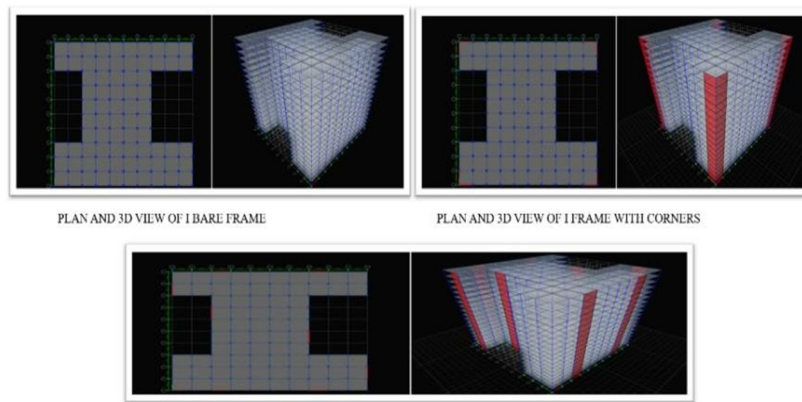 PLAN AND 3D VIEW OF I BARE FRAME
PLAN AND 3D VIEW OF I FRAME WITH CORNERS